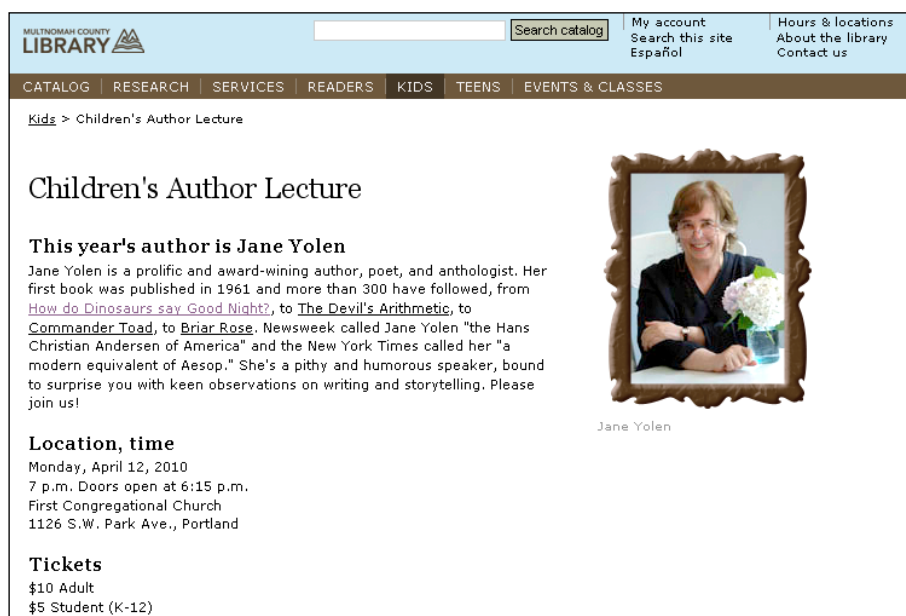 MULTNOMAH COUNTY
LIBRARY
Search catalog
My account
Search this site
Español
Hours & locations
About the library
Contact us
CATALOG | RESEARCH | SERVICES | READERS | KIDS | TEENS | EVENTS & CLASSES
Kids > Children's Author Lecture
Children's Author Lecture
This year's author is Jane Yolen
Jane Yolen is a prolific and award-wining author, poet, and anthologist. Her
first book was published in 1961 and more than 300 have followed, from
How do Dinosaurs say Good Night?, to The Devil's Arithmetic, to
Commander Toad, to Briar Rose. Newsweek called Jane Yolen "the Hans
Christian Andersen of America" and the New York Times called her "a
modern equivalent of Aesop." She's a pithy and humorous speaker, bound
to surprise you with keen observations on writing and storytelling. Please
join us!
Jane Yolen
Location, time
Monday, April 12, 2010
7 p.m. Doors open at 6:15 p.m.
First Congregational Church
1126 S.W. Park Ave., Portland
Tickets
$10 Adult
$5 Student (K-12)